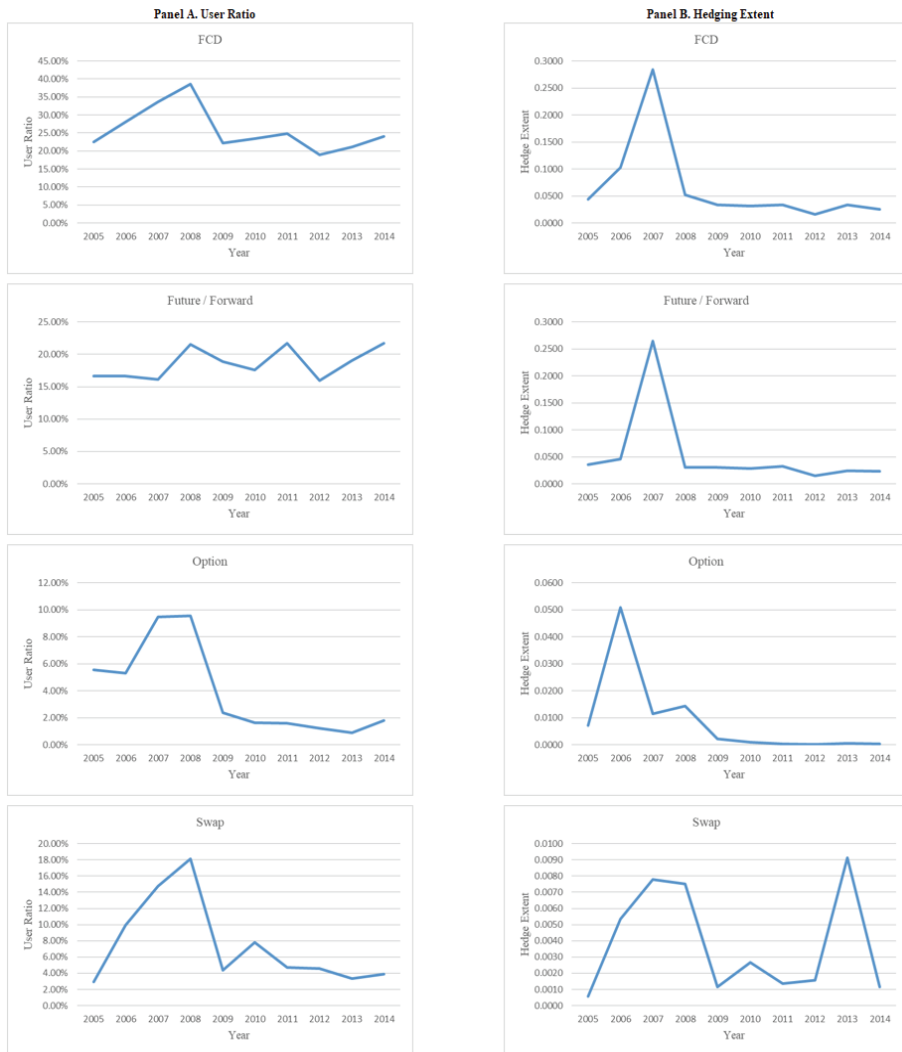 Panel A. User Ratio
FCD
User Ratio
45.00%
40.00%
35.00%
30.00%
25.00%
20.00%
15.00%
10.00%
5.00%
0.00%
2005 2006 2007 2008 2009 2010 2011 2012 2013 2014
Year
Future / Forward
User Ratio
25.00%
20.00%
15.00%
10.00%
5.00%
0.00%
2005 2006 2007 2008 2009 2010 2011 2012 2013 2014
Year
Option
User Ratio
12.00%
10.00%
8.00%
6.00%
4.00%
2.00%
0.00%
2005 2006 2007 2008 2009 2010 2011 2012 2013 2014
Year
Swap
User Ratio
20.00%
18.00%
16.00%
14.00%
12.00%
10.00%
8.00%
6.00%
4.00%
2.00%
0.00%
2005 2006 2007 2008 2009 2010 2011 2012 2013 2014
Year
Panel B. Hedging Extent
FCD
Hedge Extent
0.3000
0.2500
0.2000
0.1500
0.1000
0.0500
0.0000
2005 2006 2007 2008 2009 2010 2011 2012 2013 2014
Year
Future / Forward
Hedge Extent
0.3000
0.2500
0.2000
0.1500
0.1000
0.0500
0.0000
2005 2006 2007 2008 2009 2010 2011 2012 2013 2014
Year
Option
Hedge Extent
0.0600
0.0500
0.0400
0.0300
0.0200
0.0100
0.0000
2005 2006 2007 2008 2009 2010 2011 2012 2013 2014
Year
Swap
Hedge Extent
0.0100
0.0090
0.0080
0.0070
0.0060
0.0050
0.0040
0.0030
0.0020
0.0010
0.0000
2005 2006 2007 2008 2009 2010 2011 2012 2013 2014
Year